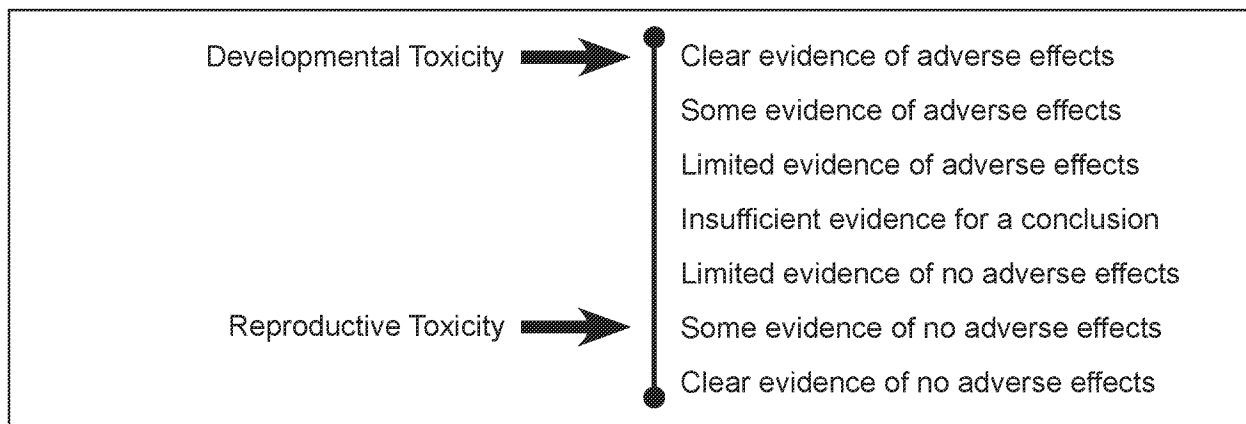 Developmental Toxicity Clear evidence of adverse effects
Some evidence of adverse effects
Limited evidence of adverse effects
Insufficient evidence for a conclusion
Limited evidence of no adverse effects
Reproductive Toxicity Some evidence of no adverse effects
Clear evidence of no adverse effects